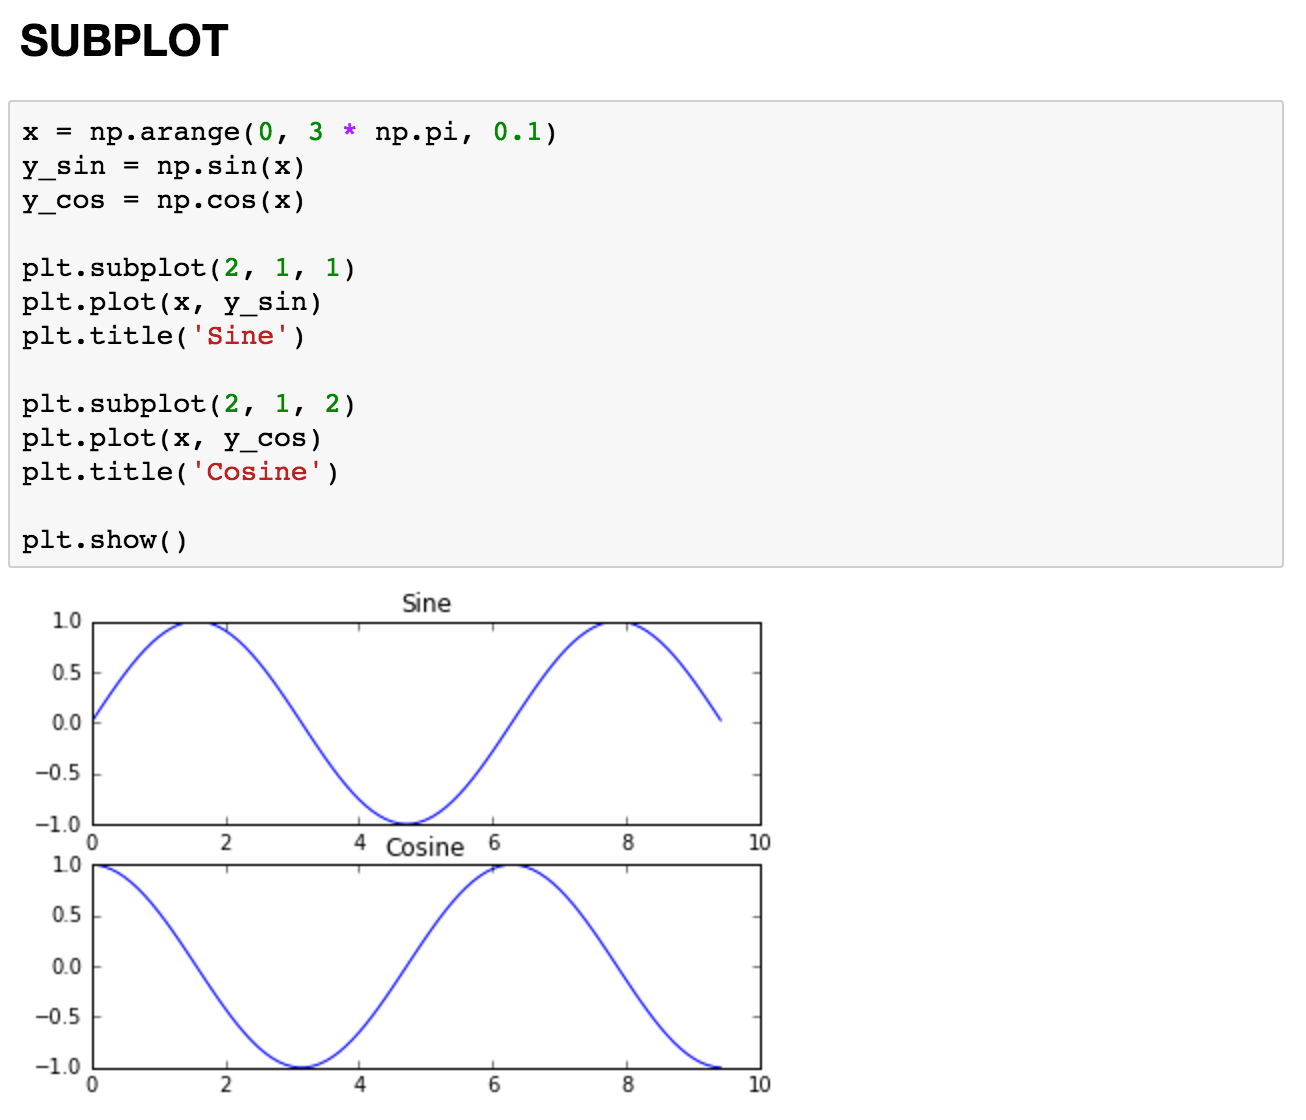 SUBPLOT
x = np.arange(0, 3 * np.pi, 0.1)
y_sin = np.sin(x)
y_cos = np.cos(x)
plt.subplot(2, 1, 1)
plt.plot(x, y_sin)
plt.title('Sine')
plt.subplot(2, 1, 2)
plt.plot(x, y_cos)
plt.title('Cosine')
plt.show()
Sine
1.0
0.5
0.0
−0.5
−1.0
0 2 4 6 8 10
Cosine
1.0
0.5
0.0
−0.5
−1.0
0 2 4 6 8 10